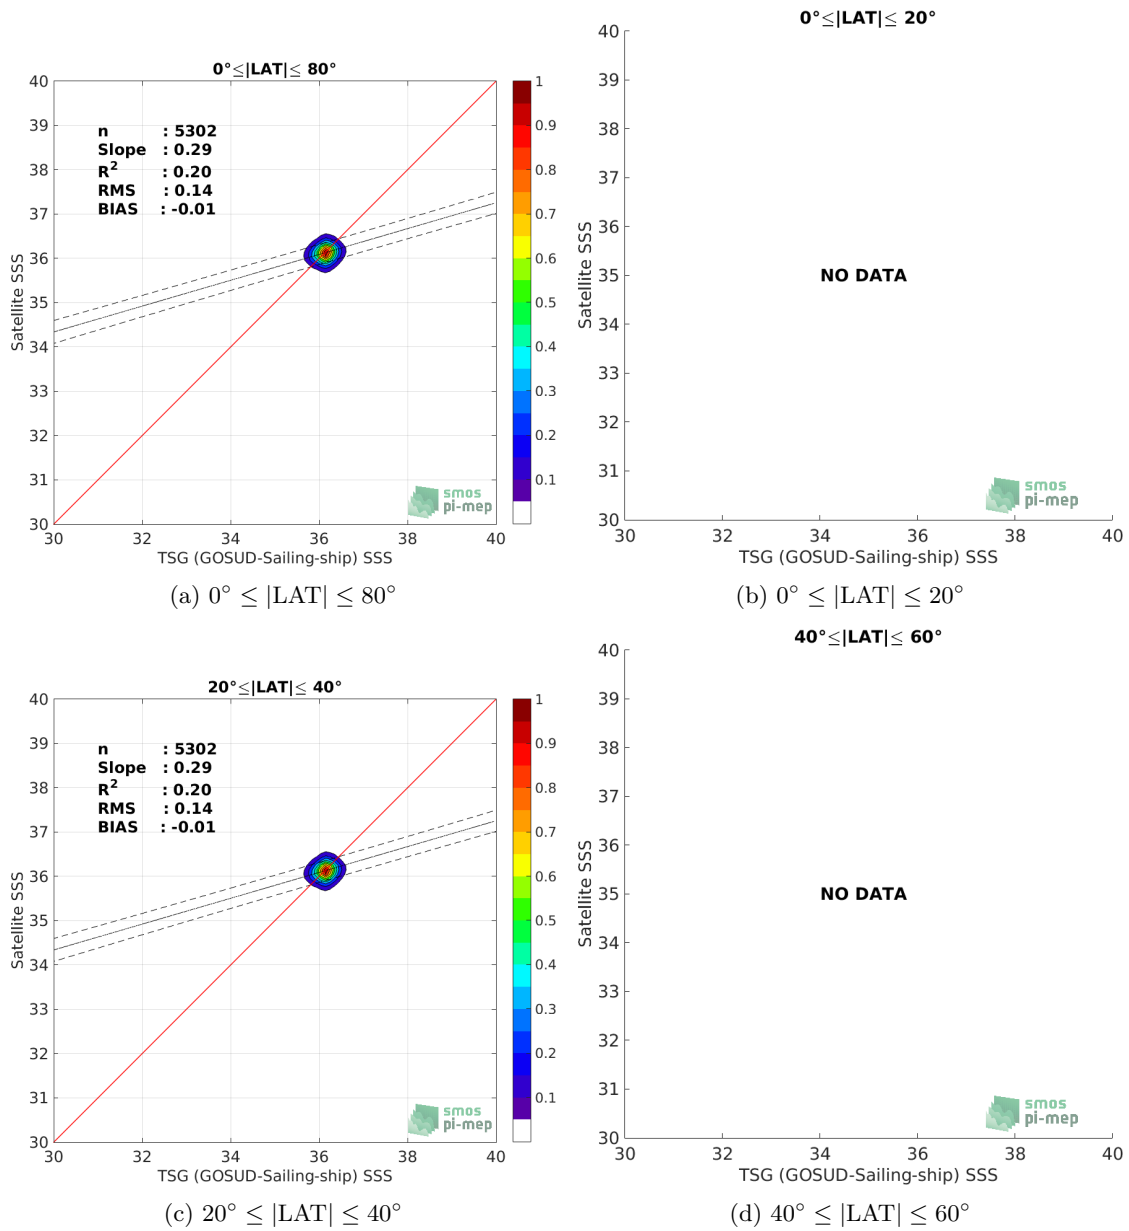 0°≤|LAT|≤ 80°
n : 5302
Slope : 0.29
R² : 0.20
RMS : 0.14
BIAS : -0.01
40
39
38
37
36
35
34
33
32
31
30
Satellite SSS
30 32 34 36 38 40
TSG (GOSUD-Sailing-ship) SSS
1
0.9
0.8
0.7
0.6
0.5
0.4
0.3
0.2
0.1
smos
pi-mep
(a) 0° ≤ |LAT| ≤ 80°
0°≤|LAT|≤ 20°
40
39
38
37
36
35
34
33
32
31
30
Satellite SSS
NO DATA
smos
pi-mep
30 32 34 36 38 40
TSG (GOSUD-Sailing-ship) SSS
(b) 0° ≤ |LAT| ≤ 20°
20°≤|LAT|≤ 40°
n : 5302
Slope : 0.29
R² : 0.20
RMS : 0.14
BIAS : -0.01
40
39
38
37
36
35
34
33
32
31
30
Satellite SSS
30 32 34 36 38 40
TSG (GOSUD-Sailing-ship) SSS
1
0.9
0.8
0.7
0.6
0.5
0.4
0.3
0.2
0.1
smos
pi-mep
(c) 20° ≤ |LAT| ≤ 40°
40°≤|LAT|≤ 60°
40
39
38
37
36
35
34
33
32
31
30
Satellite SSS
NO DATA
smos
pi-mep
30 32 34 36 38 40
TSG (GOSUD-Sailing-ship) SSS
(d) 40° ≤ |LAT| ≤ 60°